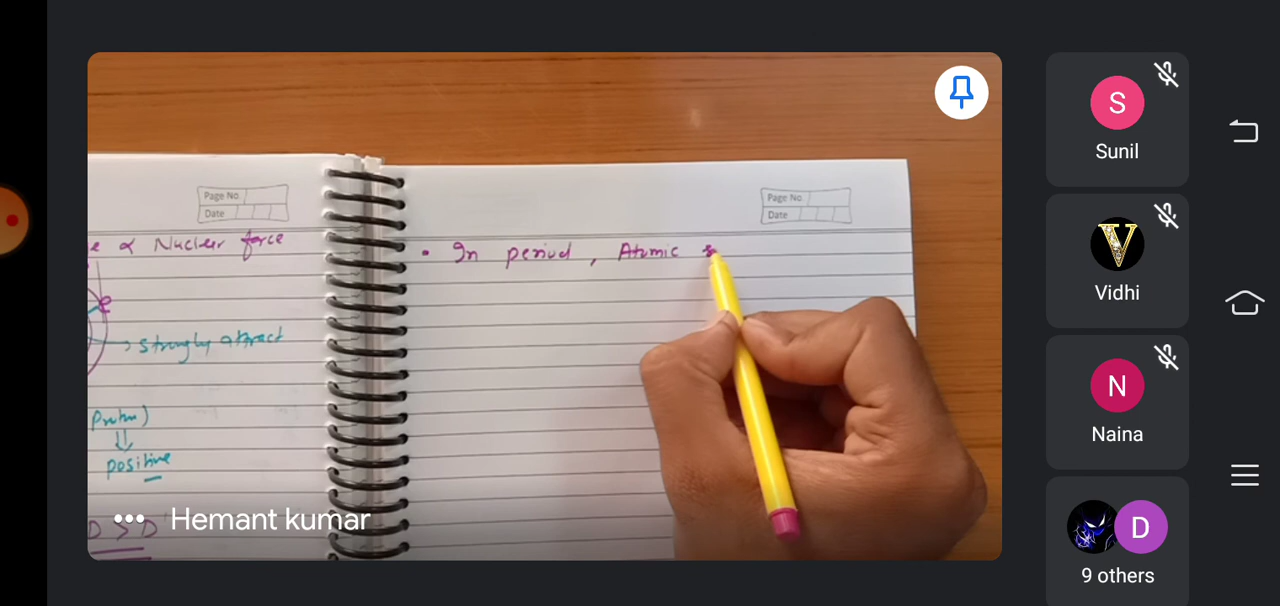 Page No.
Date
Page No.
Date
∝ Nuclear force
• In period, Atomic
→ strongly attract
⇓
positive
D > D
Hemant kumar
S
Sunil
V
Vidhi
N
Naina
D
9 others